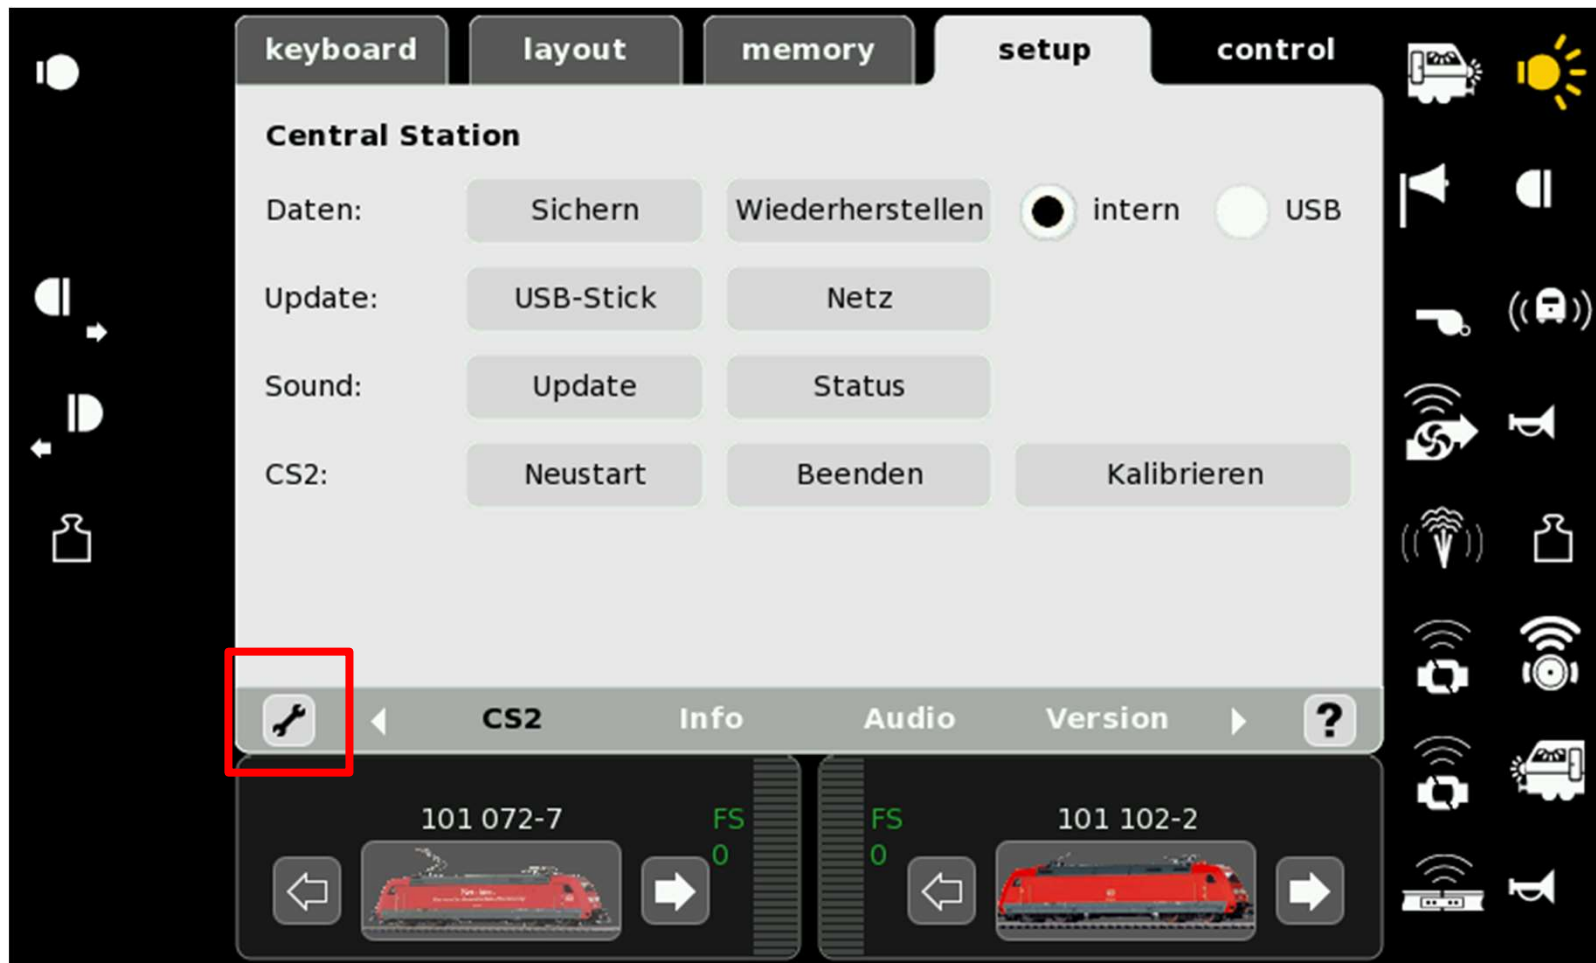 keyboard layout memory setup control
Central Station
Daten: Sichern Wiederherstellen intern USB
Update: USB-Stick Netz
Sound: Update Status
CS2: Neustart Beenden Kalibrieren
CS2 Info Audio Version ?
101 072-7 FS FS 101 102-2
0 0